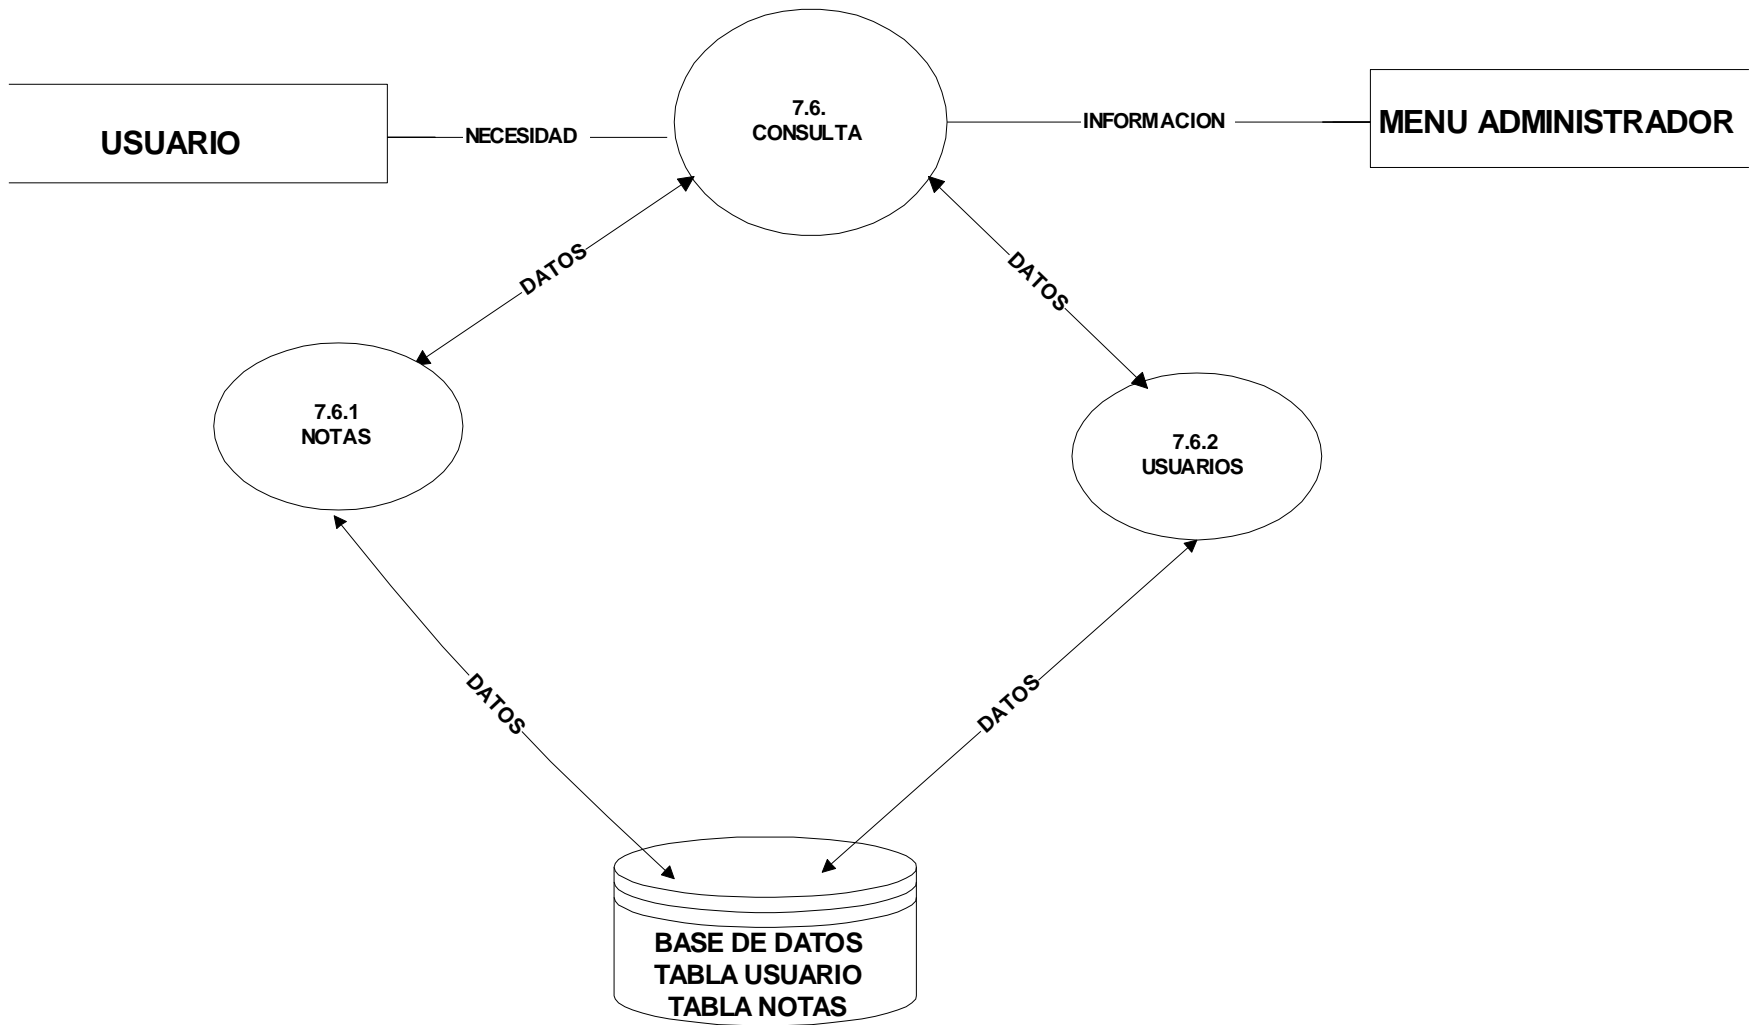 7.6.
CONSULTA
USUARIO
NECESIDAD
INFORMACION
MENU ADMINISTRADOR
DATOS
DATOS
7.6.1
NOTAS
7.6.2
USUARIOS
DATOS
DATOS
BASE DE DATOS
TABLA USUARIO
TABLA NOTAS